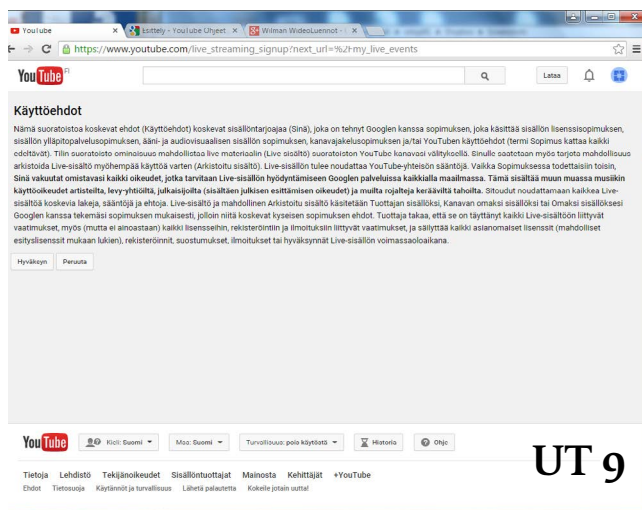 YouTube
Esittely - YouTube Ohjeet
Wilman WideoLuennot -
https://www.youtube.com/live_streaming_signup?next_url=%2Fmy_live_events
YouTube FI
Lataa
Käyttöehdot
Nämä suoratoistoa koskevat ehdot (Käyttöehdot) koskevat sisällöntarjoajaa (Sinä), joka on tehnyt Googlen kanssa sopimuksen, joka käsittää sisällön lisenssisopimuksen,
sisällön ylläpitopalvelusopimuksen, ääni- ja audiovisuaalisen sisällön sopimuksen, kanavajakelusopimuksen ja/tai YouTuben käyttöehdot (termi Sopimus kattaa kaikki
edeltävät). Tilin suoratoisto ominaisuus mahdollistaa live materiaalin (Live sisältö) suoratoiston YouTube kanavasi välityksellä. Sinulle saatetaan myös tarjota mahdollisuus
arkistoida Live-sisältö myöhempää käyttöä varten (Arkistoitu sisältö). Live-sisällön tulee noudattaa YouTube-yhteisön sääntöjä. Vaikka Sopimuksessa todettaisiin toisin,
Sinä vakuutat omistavasi kaikki oikeudet, jotka tarvitaan Live-sisällön hyödyntämiseen Googlen palveluissa kaikkialla maailmassa. Tämä sisältää muun muassa musiikin
käyttöoikeudet artisteilta, levy-yhtiöiltä, julkaisijoilta (sisältäen julkisen esittämisen oikeudet) ja muilta rojalteja kerääviltä tahoilta. Sitoudut noudattamaan kaikkea Live-
sisältöä koskevia lakeja, sääntöjä ja ehtoja. Live-sisältö ja mahdollinen Arkistoitu sisältö käsitetään Tuottajan sisällöksi, Kanavan omaksi sisällöksi tai Omaksi sisällöksesi
Googlen kanssa tekemäsi sopimuksen mukaisesti, jolloin niitä koskevat kyseisen sopimuksen ehdot. Tuottaja takaa, että se on täyttänyt kaikki Live-sisältöön liittyvät
vaatimukset, myös (mutta ei ainoastaan) kaikki lisensseihin, rekisteröintiin ja ilmoituksiin liittyvät vaatimukset, ja säilyttää kaikki asianomaiset lisenssit (mahdolliset
esityslisenssit mukaan lukien), rekisteröinnit, suostumukset, ilmoitukset tai hyväksynnät Live-sisällön voimassaoloaikana.
Hyväksyn Peruuta
YouTube Kieli: Suomi Maa: Suomi Turvallisuus: pois käytöstä Historia Ohje
UT 9
Tietoja Lehdistö Tekijänoikeudet Sisällöntuottajat Mainosta Kehittäjät +YouTube
Ehdot Tietosuoja Käytännöt ja turvallisuus Lähetä palautetta Kokeile jotain uutta!